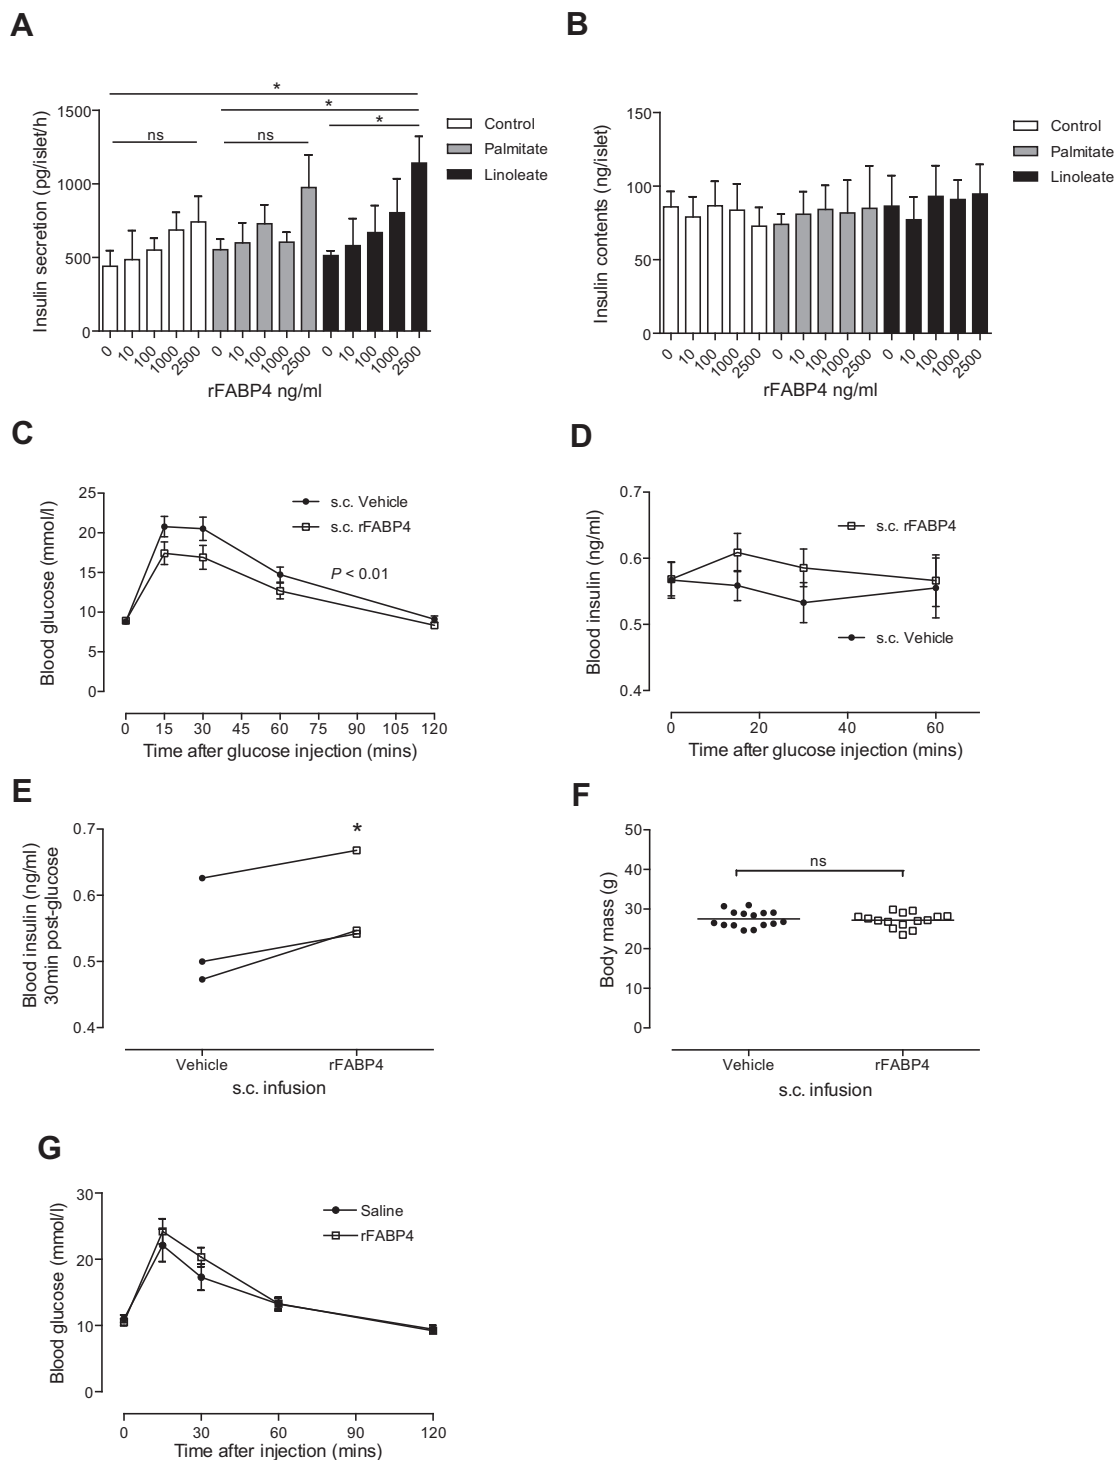 A
B
* 
*
*
ns
ns
1500
1000
500
0
Insulin secretion (pg/islet/h)
Control
Palmitate
Linoleate
0 10 100 1000 2500 0 10 100 1000 2500 0 10 100 1000 2500
rFABP4 ng/ml
150
100
50
0
Insulin contents (ng/islet)
Control
Palmitate
Linoleate
0 10 100 1000 2500 0 10 100 1000 2500 0 10 100 1000 2500
rFABP4 ng/ml
C
D
25
20
15
10
5
0
Blood glucose (mmol/l)
s.c. Vehicle
s.c. rFABP4
P < 0.01
0 15 30 45 60 75 90 105 120
Time after glucose injection (mins)
0.7
0.6
0.5
0.4
Blood insulin (ng/ml)
s.c. rFABP4
s.c. Vehicle
0 20 40 60
Time after glucose injection (mins)
E
F
0.7
0.6
0.5
0.4
Blood insulin (ng/ml)
30min post-glucose
*
Vehicle rFABP4
s.c. infusion
50
40
30
20
10
0
Body mass (g)
ns
Vehicle rFABP4
s.c. infusion
G
30
20
10
0
Blood glucose (mmol/l)
Saline
rFABP4
0 30 60 90 120
Time after injection (mins)